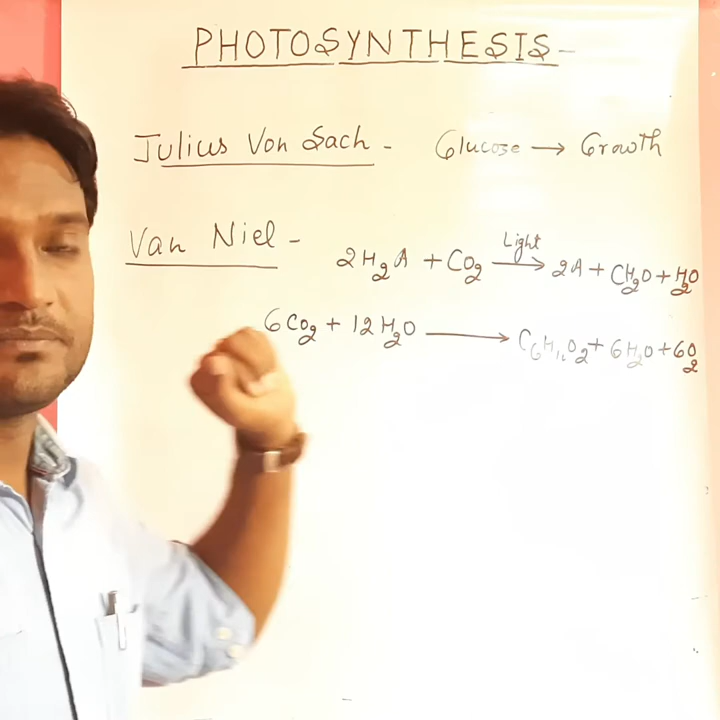 PHOTOSYNTHESIS -
Julius Von Sach - Glucose → Growth
Van Niel - 2H₂A + CO₂ Light → 2A + CH₂O + H₂O
6CO₂ + 12H₂O → C₆H₁₂O₂ + 6H₂O + 6O₂